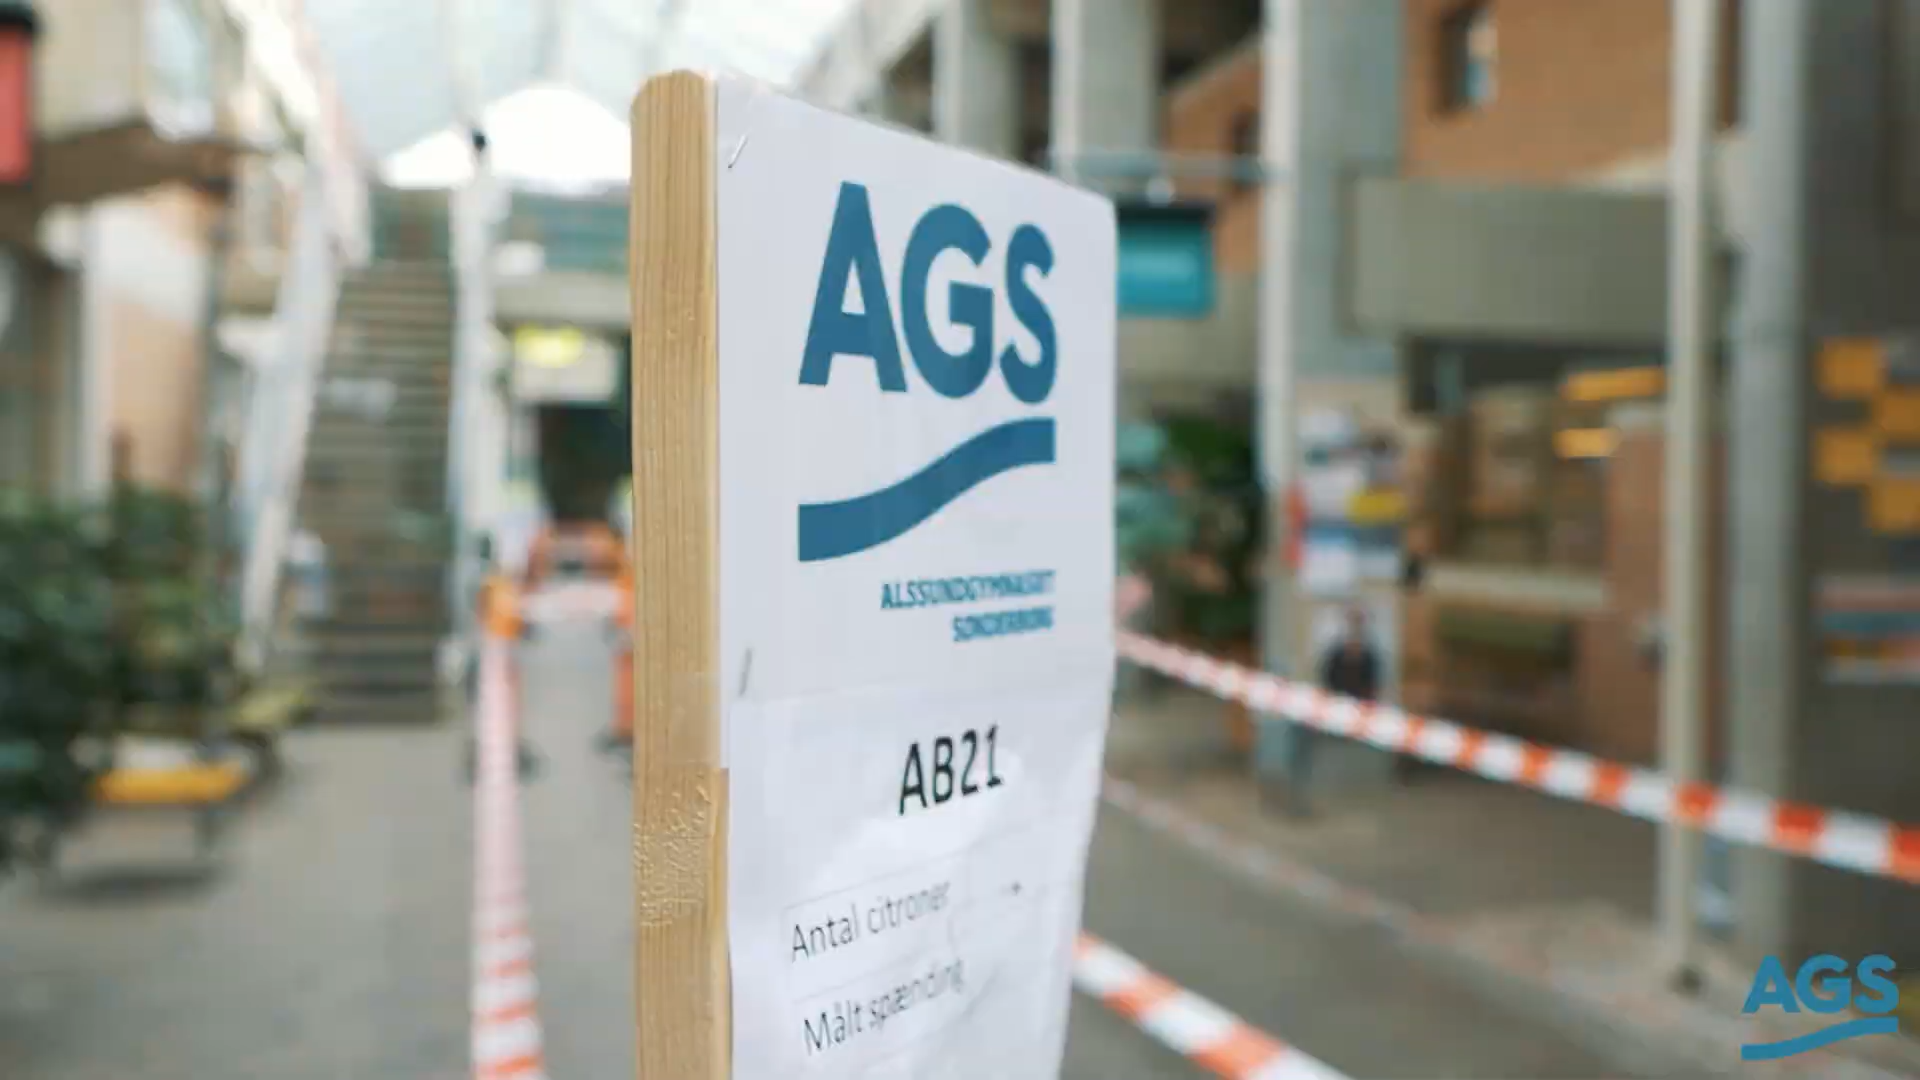 AGS
ALSSUNDGYMNASIET
SØNDERBORG
AB21
Antal citroner →
Målt spænding
AGS